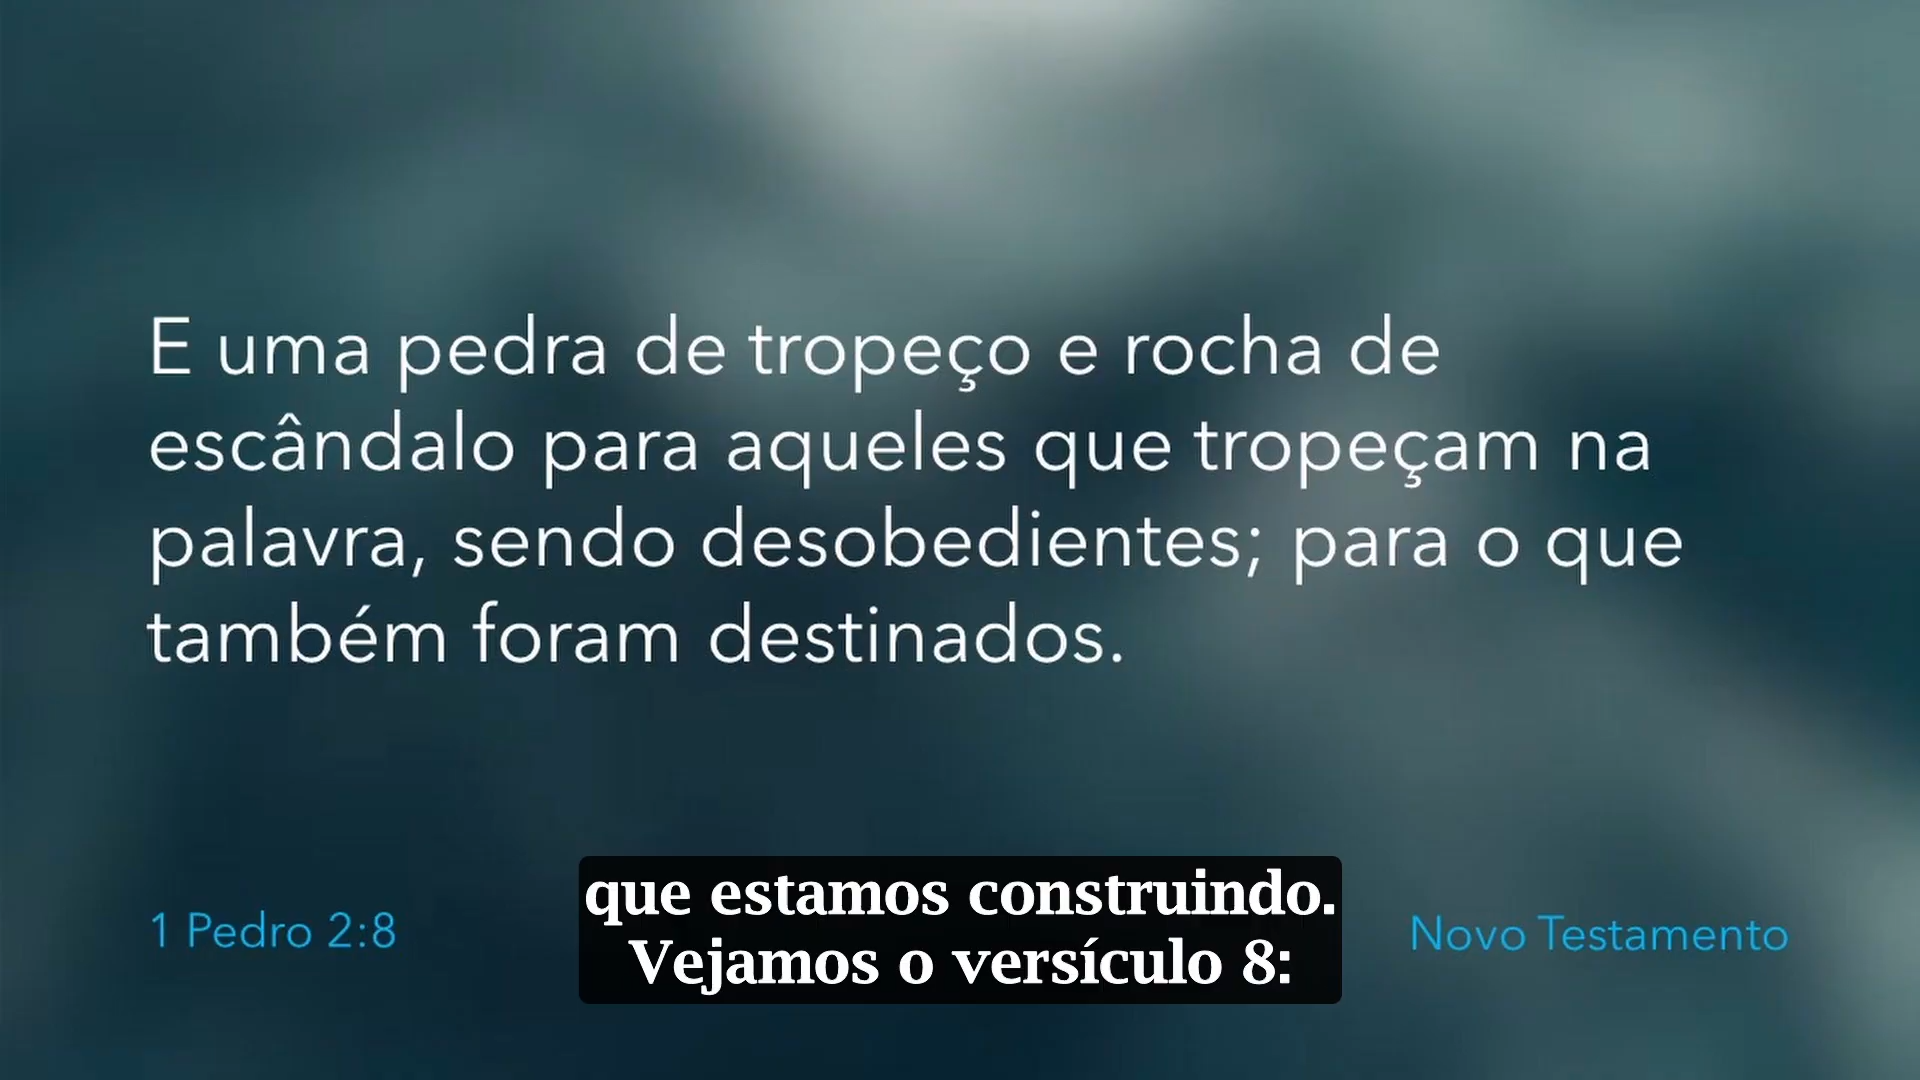 E uma pedra de tropeço e rocha de
escândalo para aqueles que tropeçam na
palavra, sendo desobedientes; para o que
também foram destinados.
1 Pedro 2:8
que estamos construindo.
Vejamos o versículo 8:
Novo Testamento